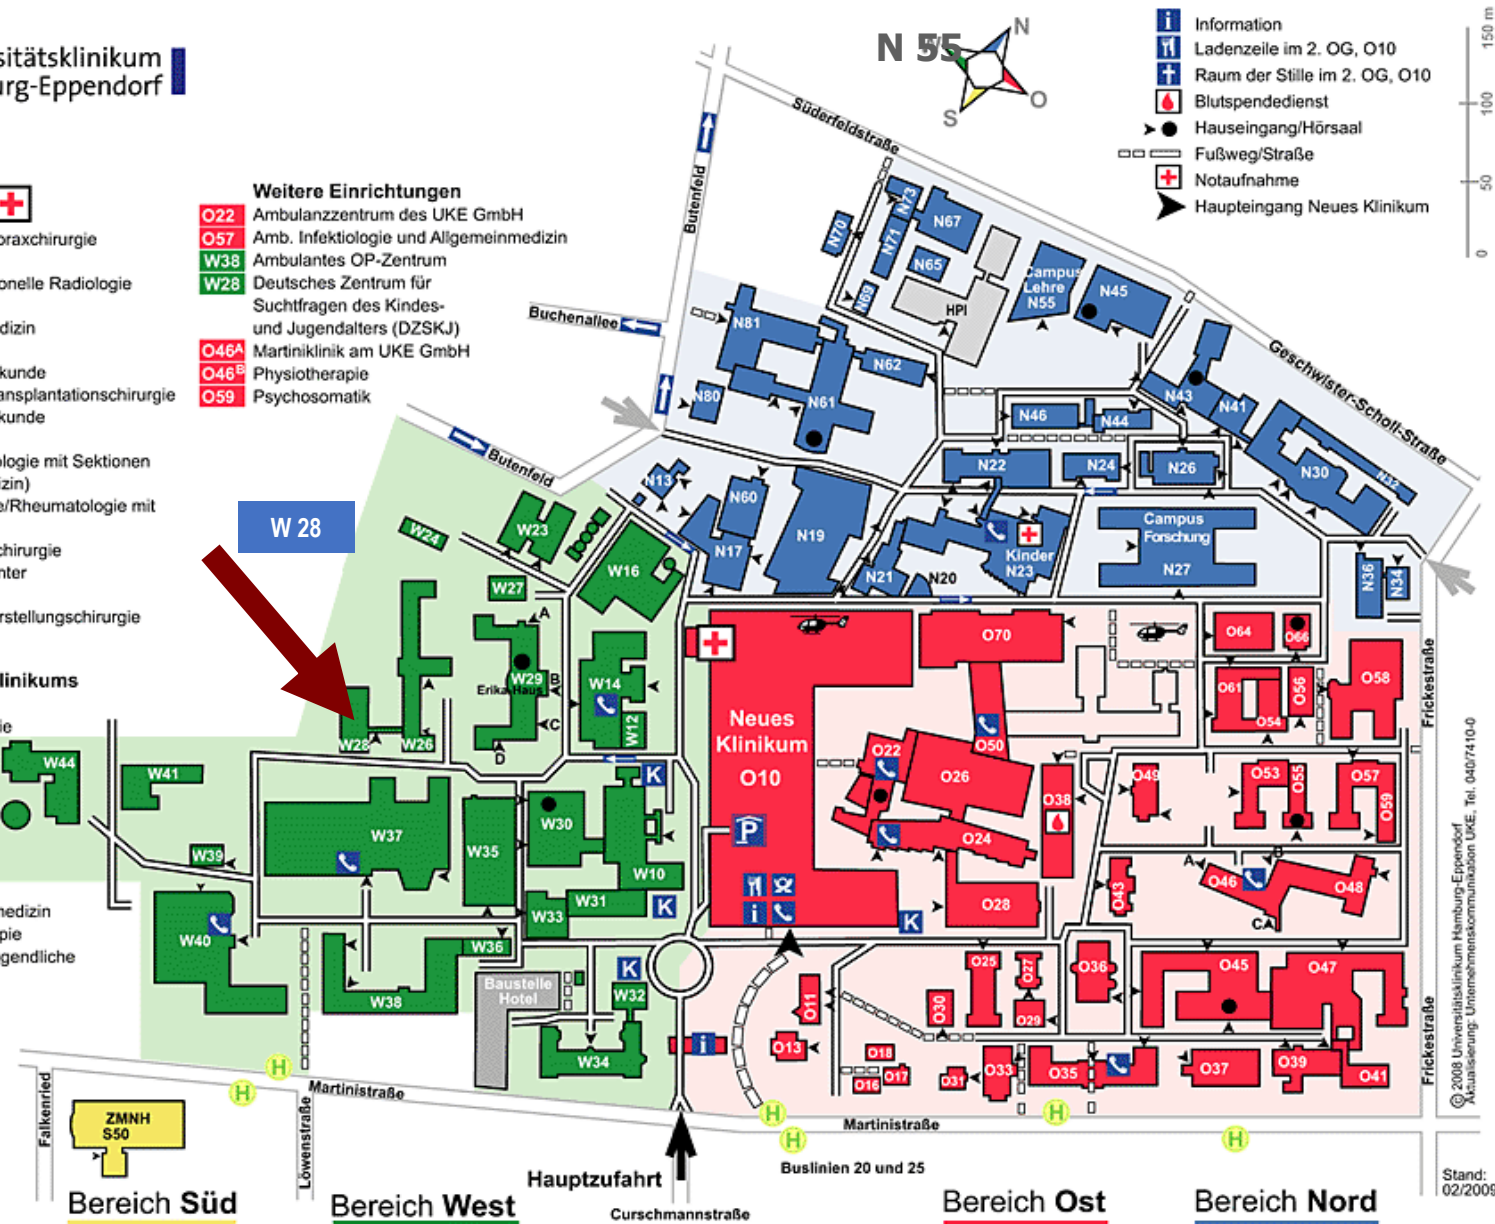 sitätsklinikum
urg-Eppendorf
N 55
N
O
S
Information
Ladenzeile im 2. OG, O10
Raum der Stille im 2. OG, O10
Blutspendedienst
Hauseingang/Hörsaal
Fußweg/Straße
Notaufnahme
Haupteingang Neues Klinikum
150 m
100
50
0
oraxchirurgie
onelle Radiologie
dizin
kunde
ansplantationschirurgie
kunde
ologie mit Sektionen
izin)
e/Rheumatologie mit
chirurgie
nter
erstellungschirurgie
linikums
ie
nedizin
pie
gendliche
Weitere Einrichtungen
O22 Ambulanzzentrum des UKE GmbH
O57 Amb. Infektiologie und Allgemeinmedizin
W38 Ambulantes OP-Zentrum
W28 Deutsches Zentrum für
Suchtfragen des Kindes-
und Jugendalters (DZSKJ)
O46A Martiniklinik am UKE GmbH
O46B Physiotherapie
O59 Psychosomatik
W 28
Süderfeldstraße
Butenfeld
Buchenallee
Butenfeld
Geschwister-Scholl-Straße
N73
N70
N67
N71
N65
N69
HPI
Campus
Lehre
N55
N45
N81
N62
N80
N61
N43
N41
N46
N44
N22
N24
N26
N30
N32
N13
N60
N19
N17
N21
N20
Kinder
N23
Campus
Forschung
N27
N36
N34
W24
W23
W16
W27
A
W29
Erika-Haus
B
C
D
W14
W12
W28
W26
W44
W41
W37
W35
W30
W39
W10
W31
W33
W40
W36
W38
W32
W34
K
K
K
K
Baustelle
Hotel
Neues
Klinikum
O10
P
i
O70
O50
O22
O26
O24
O28
O38
O64
O66
O61
O54
O56
O58
O49
O53
O55
O57
O59
O43
A
B
O46
O48
C
O25
O27
O36
O45
O47
O11
O30
O29
O13
O18
O17
O16
O31
O33
O35
O37
O39
O41
i
H
H
H
H
H
H
Frickestraße
Frickestraße
© 2008 Universitätsklinikum Hamburg-Eppendorf
Aktualisierung: Unternehmenskommunikation UKE, Tel. 040/7410-0
Martinistraße
Martinistraße
Falkenried
Löwenstraße
ZMNH
S50
Buslinien 20 und 25
Hauptzufahrt
Curschmannstraße
Stand:
02/2009
Bereich Süd
Bereich West
Bereich Ost
Bereich Nord